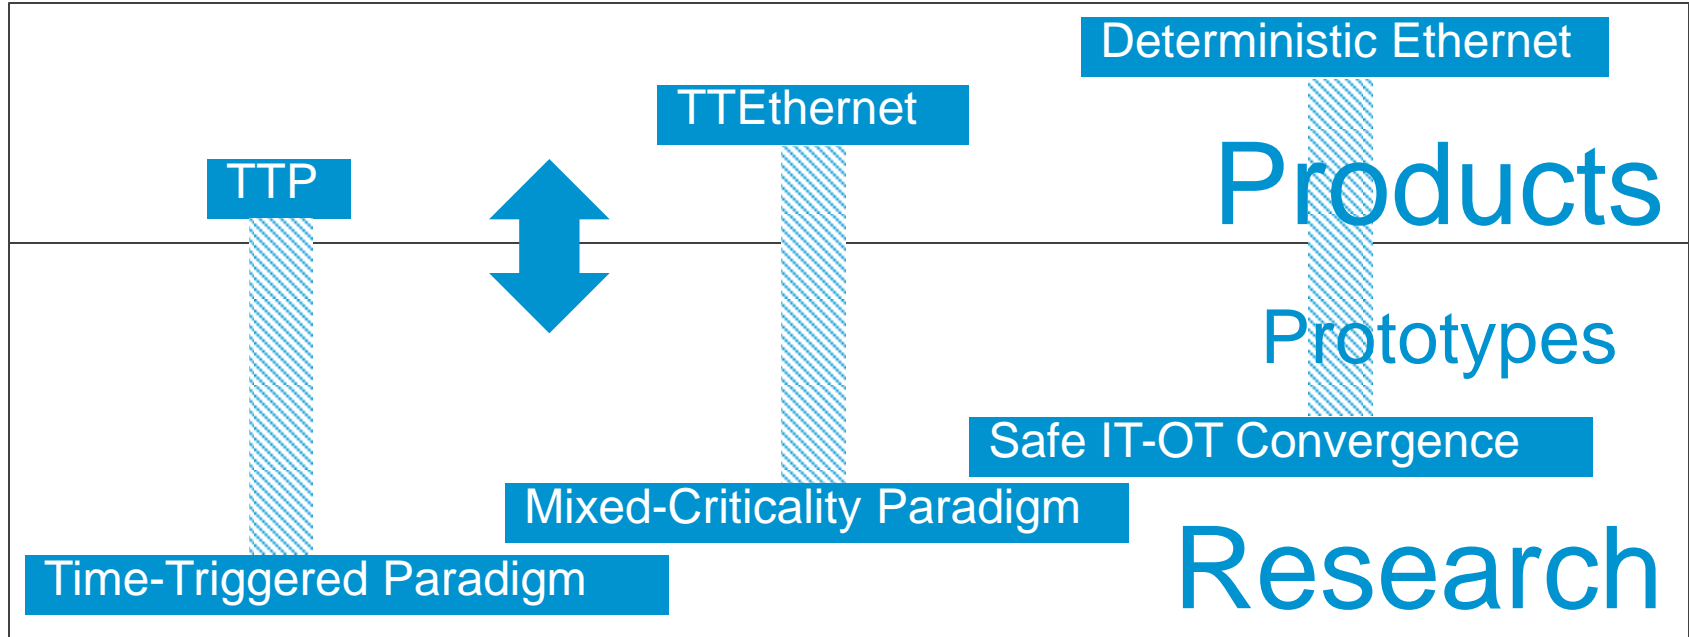 Deterministic Ethernet
TTEthernet
TTP
Products
Prototypes
Safe IT-OT Convergence
Mixed-Criticality Paradigm
Research
Time-Triggered Paradigm